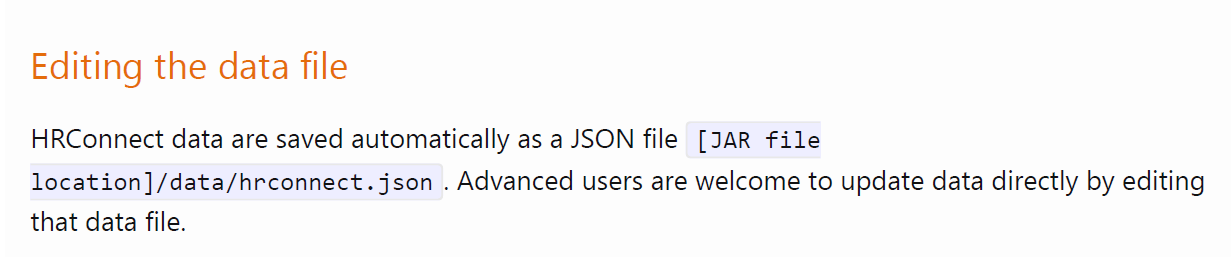 Editing the data file
HRConnect data are saved automatically as a JSON file [JAR file
location]/data/hrconnect.json . Advanced users are welcome to update data directly by editing
that data file.